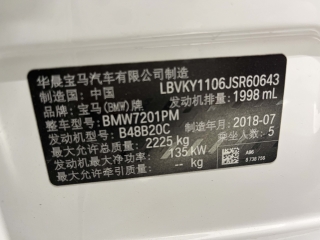 华晨宝马汽车有限公司制造
制造国：中国 LBVKY1106JSR60643
品牌：宝马(BMW)牌 发动机排量：1998 mL
整车型号：BMW7201PM
发动机型号：B48B20C 制造年月：2018-07
最大允许总质量：2225 kg 乘坐人数：5
发动机最大净功率：135 kW
最大允许牵引质量：-- kg